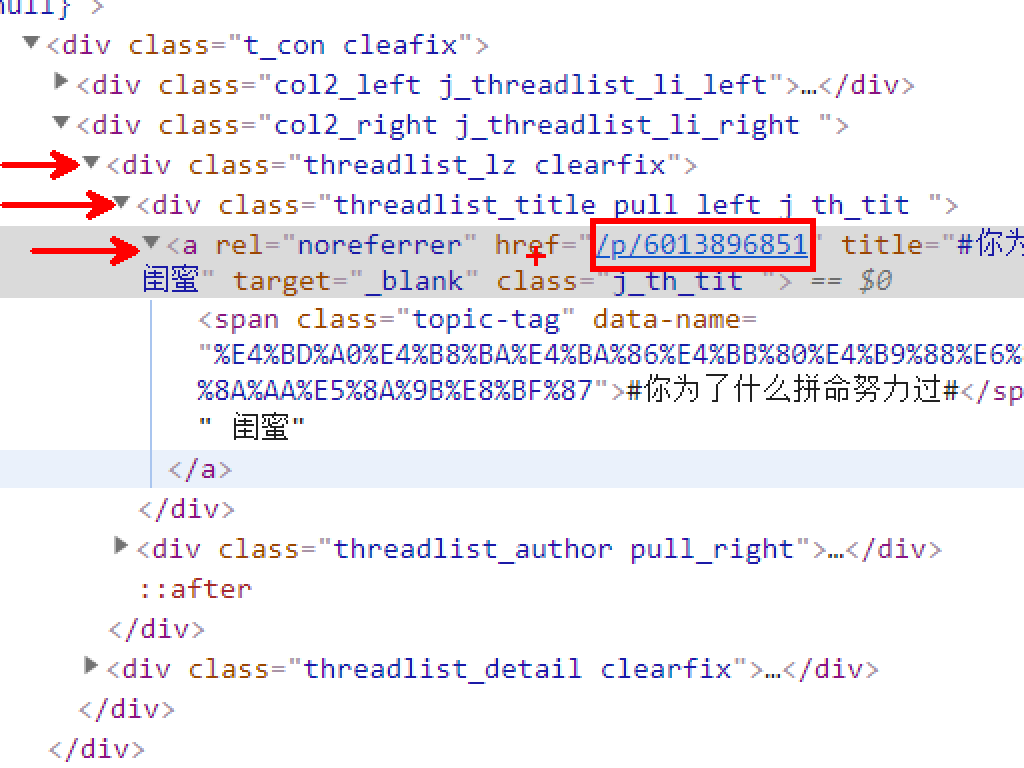 null} ">
▼<div class="t_con cleafix">
▶<div class="col2_left j_threadlist_li_left">…</div>
▼<div class="col2_right j_threadlist_li_right ">
▼<div class="threadlist_lz clearfix">
▼<div class="threadlist_title pull_left j_th_tit ">
▼<a rel="noreferrer" href="/p/6013896851" title="#你为
闺蜜" target="_blank" class="j_th_tit "> == $0
<span class="topic-tag" data-name=
"%E4%BD%A0%E4%B8%BA%E4%BA%86%E4%BB%80%E4%B9%88%E6%
%8A%AA%E5%8A%9B%E8%BF%87">#你为了什么拼命努力过#</sp
" 闺蜜"
</a>
</div>
▶<div class="threadlist_author pull_right">…</div>
::after
</div>
▶<div class="threadlist_detail clearfix">…</div>
</div>
</div>